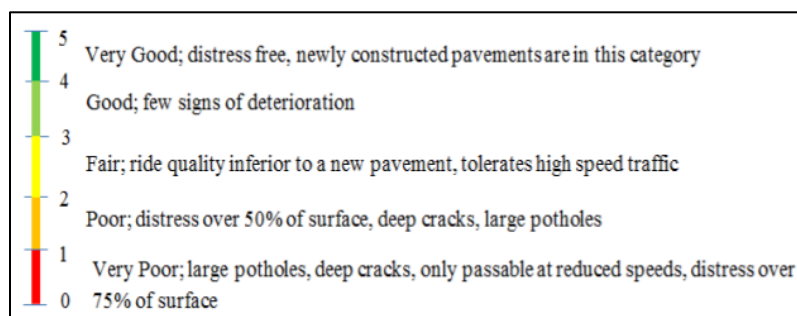 5
Very Good; distress free, newly constructed pavements are in this category
4
Good; few signs of deterioration
3
Fair; ride quality inferior to a new pavement, tolerates high speed traffic
2
Poor; distress over 50% of surface, deep cracks, large potholes
1
Very Poor; large potholes, deep cracks, only passable at reduced speeds, distress over
0 75% of surface